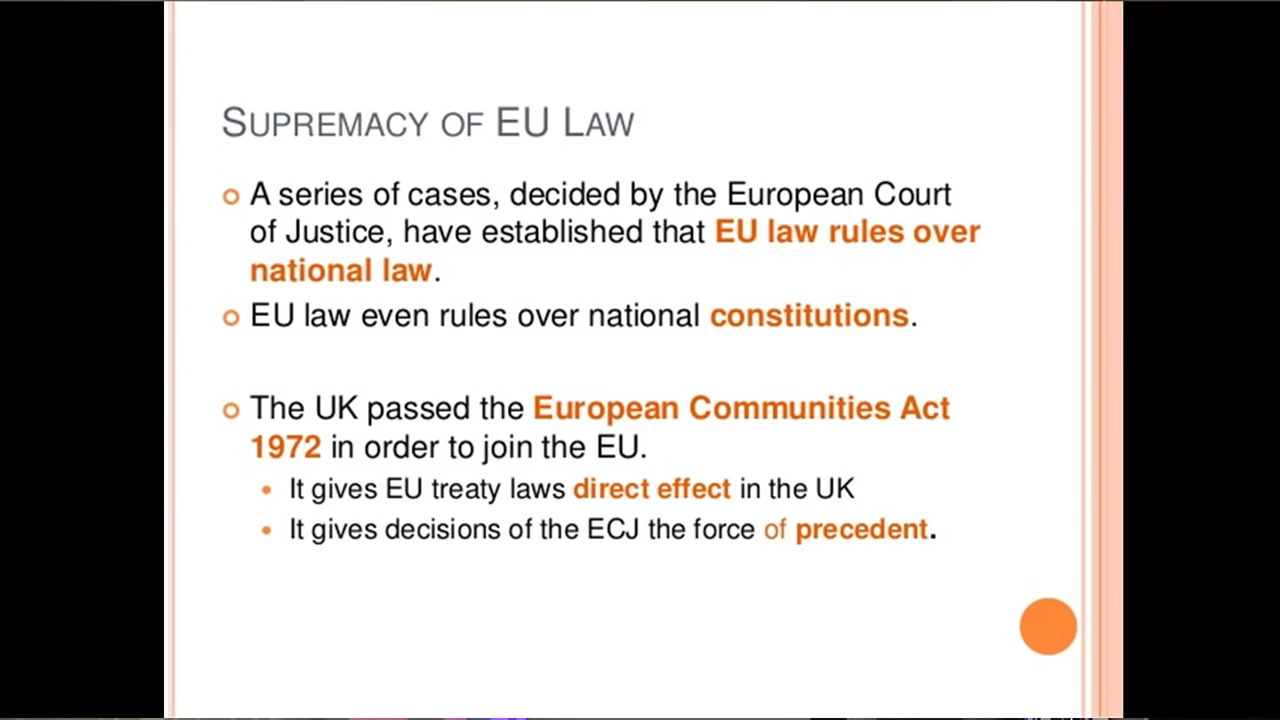 SUPREMACY OF EU LAW
A series of cases, decided by the European Court
of Justice, have established that EU law rules over
national law.
EU law even rules over national constitutions.
The UK passed the European Communities Act
1972 in order to join the EU.
It gives EU treaty laws direct effect in the UK
It gives decisions of the ECJ the force of precedent.